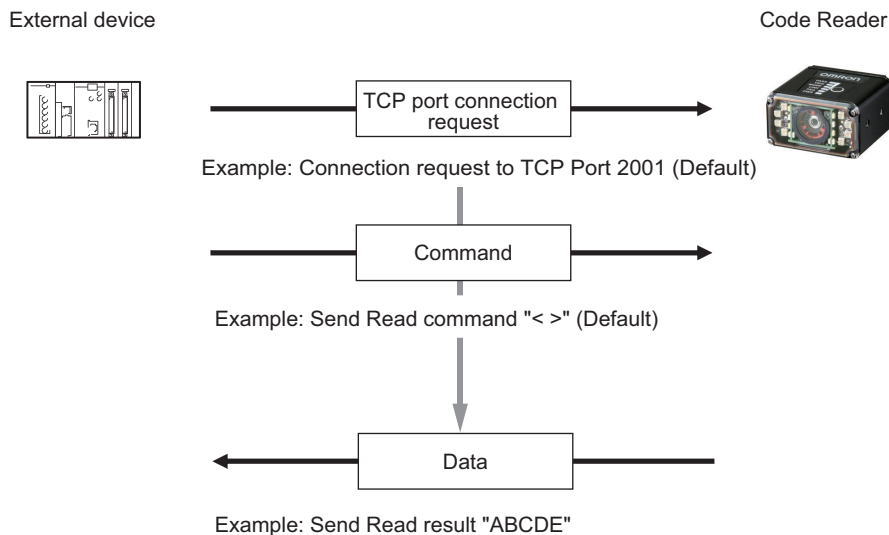 External device
Code Reader
OMRON
TCP port connection
request
Example: Connection request to TCP Port 2001 (Default)
Command
Example: Send Read command "< >" (Default)
Data
Example: Send Read result "ABCDE"